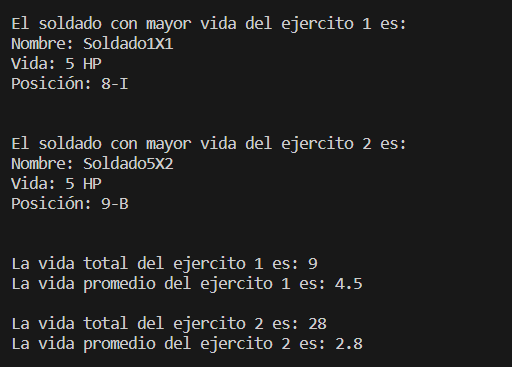 El soldado con mayor vida del ejercito 1 es:
Nombre: Soldado1X1
Vida: 5 HP
Posición: 8-I
El soldado con mayor vida del ejercito 2 es:
Nombre: Soldado5X2
Vida: 5 HP
Posición: 9-B
La vida total del ejercito 1 es: 9
La vida promedio del ejercito 1 es: 4.5
La vida total del ejercito 2 es: 28
La vida promedio del ejercito 2 es: 2.8